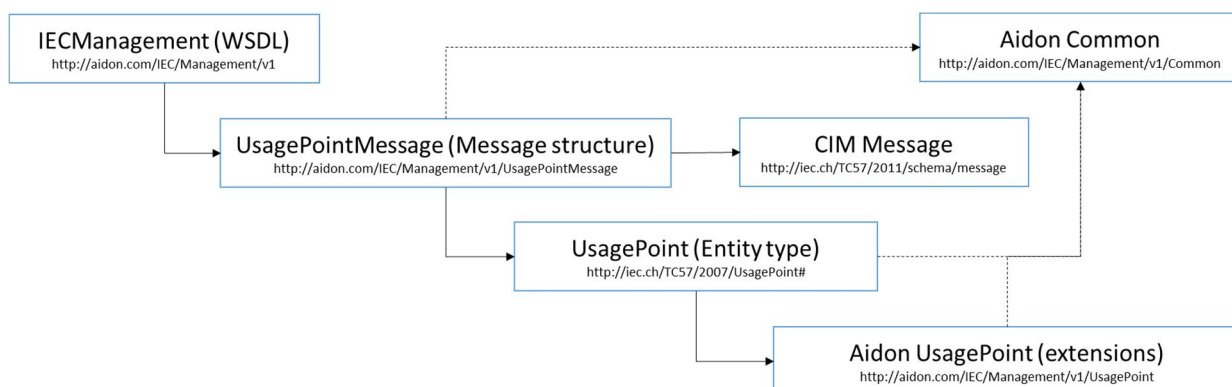 IECManagement (WSDL)
http://aidon.com/IEC/Management/v1
Aidon Common
http://aidon.com/IEC/Management/v1/Common
UsagePointMessage (Message structure)
http://aidon.com/IEC/Management/v1/UsagePointMessage
CIM Message
http://iec.ch/TC57/2011/schema/message
UsagePoint (Entity type)
http://iec.ch/TC57/2007/UsagePoint#
Aidon UsagePoint (extensions)
http://aidon.com/IEC/Management/v1/UsagePoint